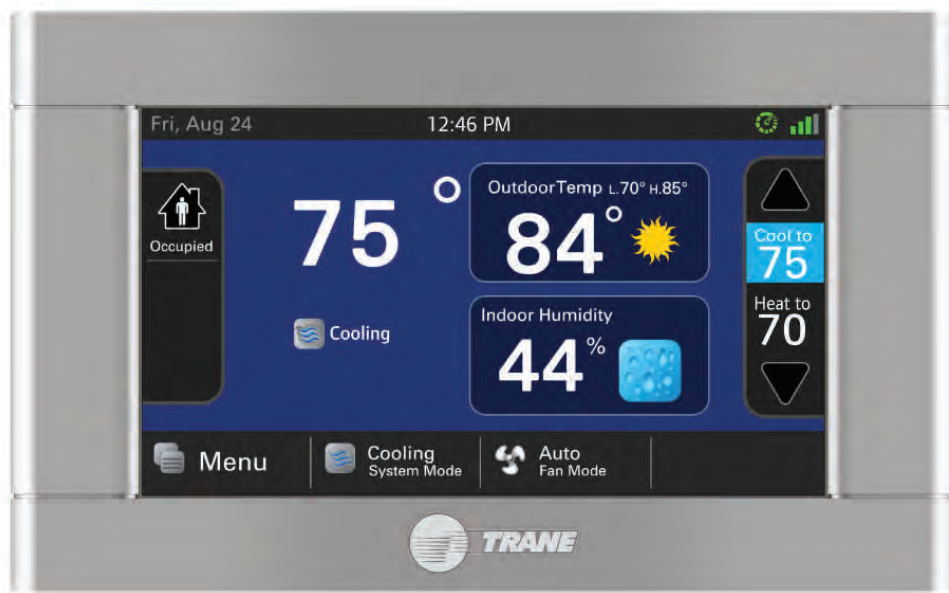 Fri, Aug 24
12:46 PM
Occupied
75°
Cooling
OutdoorTemp L.70° H.85°
84°
Indoor Humidity
44%
Cool to
75
Heat to
70
Menu
Cooling
System Mode
Auto
Fan Mode
TRANE